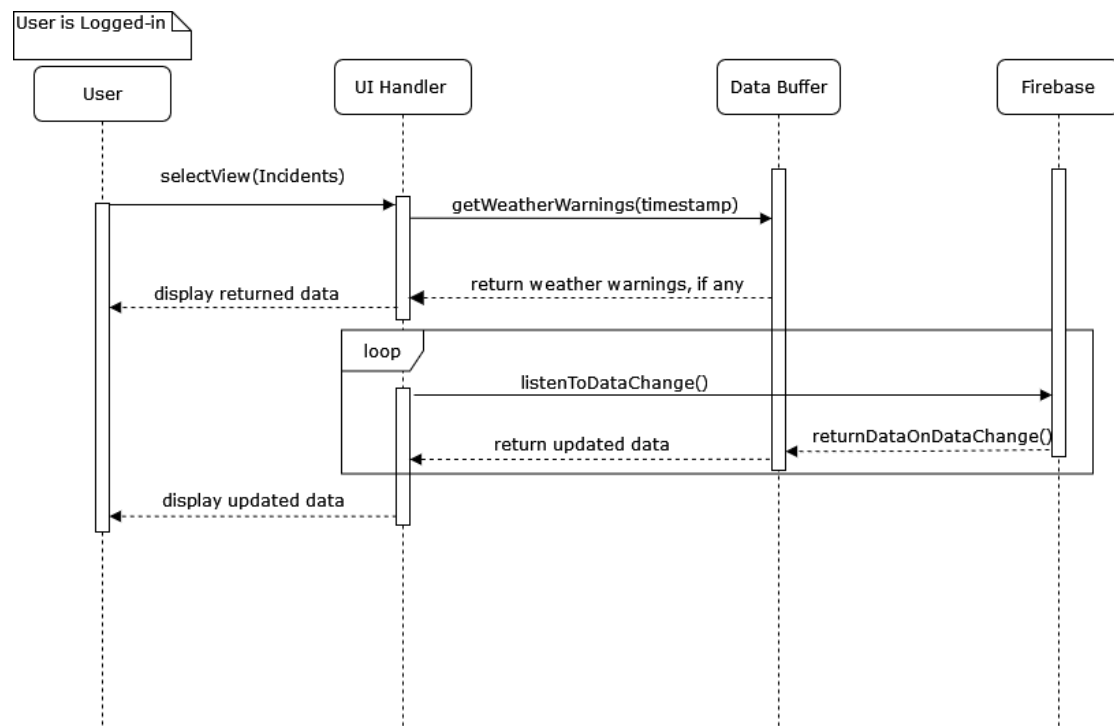 User is Logged-in
User
UI Handler
Data Buffer
Firebase
selectView(Incidents)
getWeatherWarnings(timestamp)
return weather warnings, if any
display returned data
loop
listenToDataChange()
returnDataOnDataChange()
return updated data
display updated data